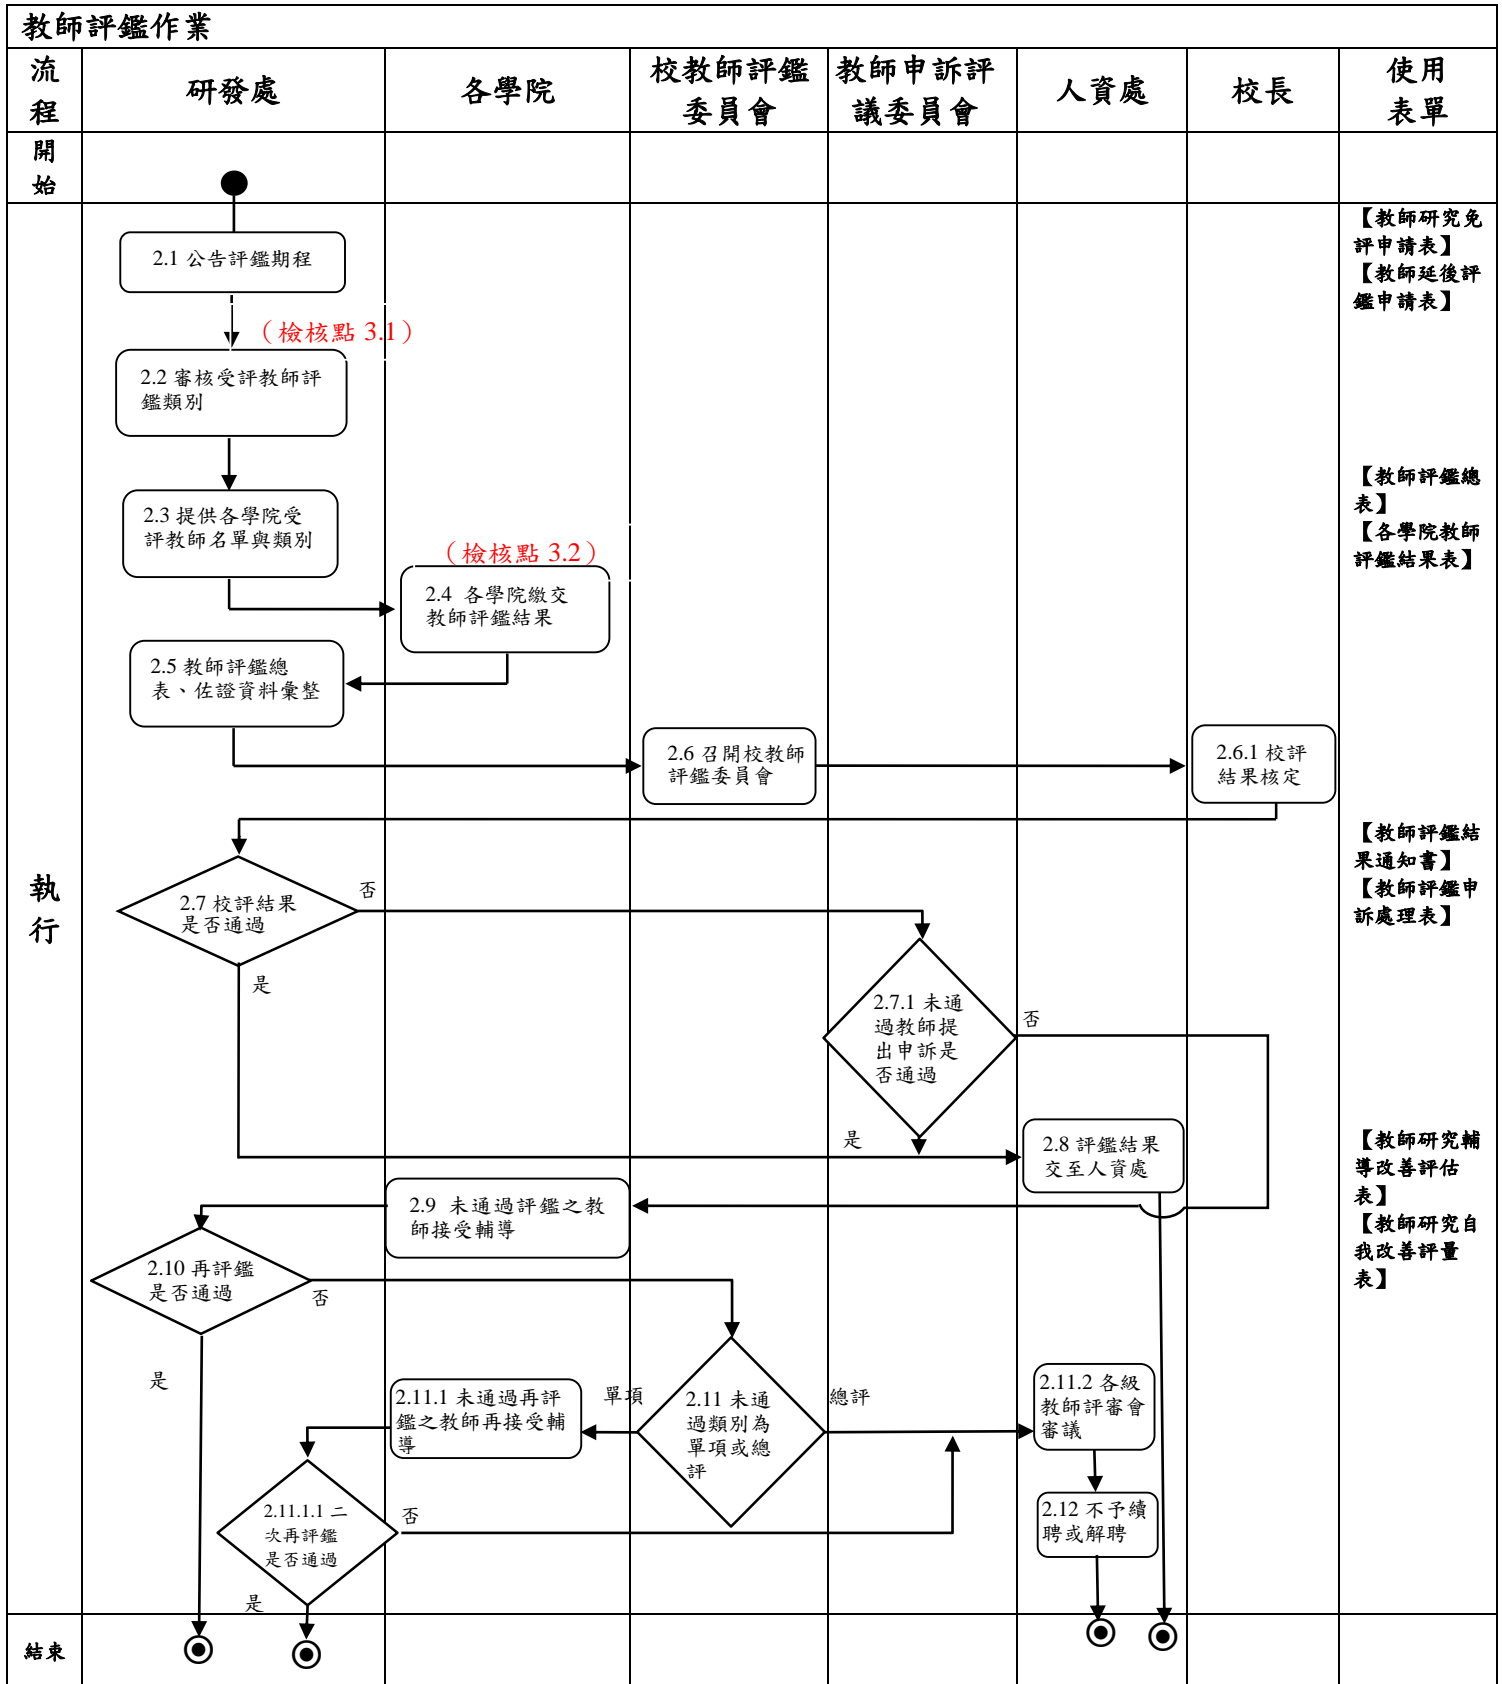 教師評鑑作業
流
程
研發處
各學院
校教師評鑑
委員會
教師申訴評
議委員會
人資處
校長
使用
表單
開
始
【教師研究免
評申請表】
【教師延後評
鑑申請表】
2.1 公告評鑑期程
（檢核點 3.1）
2.2 審核受評教師評
鑑類別
【教師評鑑總
表】
【各學院教師
評鑑結果表】
2.3 提供各學院受
評教師名單與類別
（檢核點 3.2）
2.4 各學院繳交
教師評鑑結果
2.5 教師評鑑總
表、佐證資料彙整
2.6 召開校教師
評鑑委員會
2.6.1 校評
結果核定
執
行
【教師評鑑結
果通知書】
【教師評鑑申
訴處理表】
2.7 校評結果
是否通過
否
是
2.7.1 未通
過教師提
出申訴是
否通過
否
是
2.8 評鑑結果
交至人資處
【教師研究輔
導改善評估
表】
【教師研究自
我改善評量
表】
2.9 未通過評鑑之教
師接受輔導
2.10 再評鑑
是否通過
否
是
2.11 未通
過類別為
單項或總
評
單項
總評
2.11.1 未通過再評
鑑之教師再接受輔
導
2.11.2 各級
教師評審會
審議
2.11.1.1 二
次再評鑑
是否通過
否
是
2.12 不予續
聘或解聘
結束